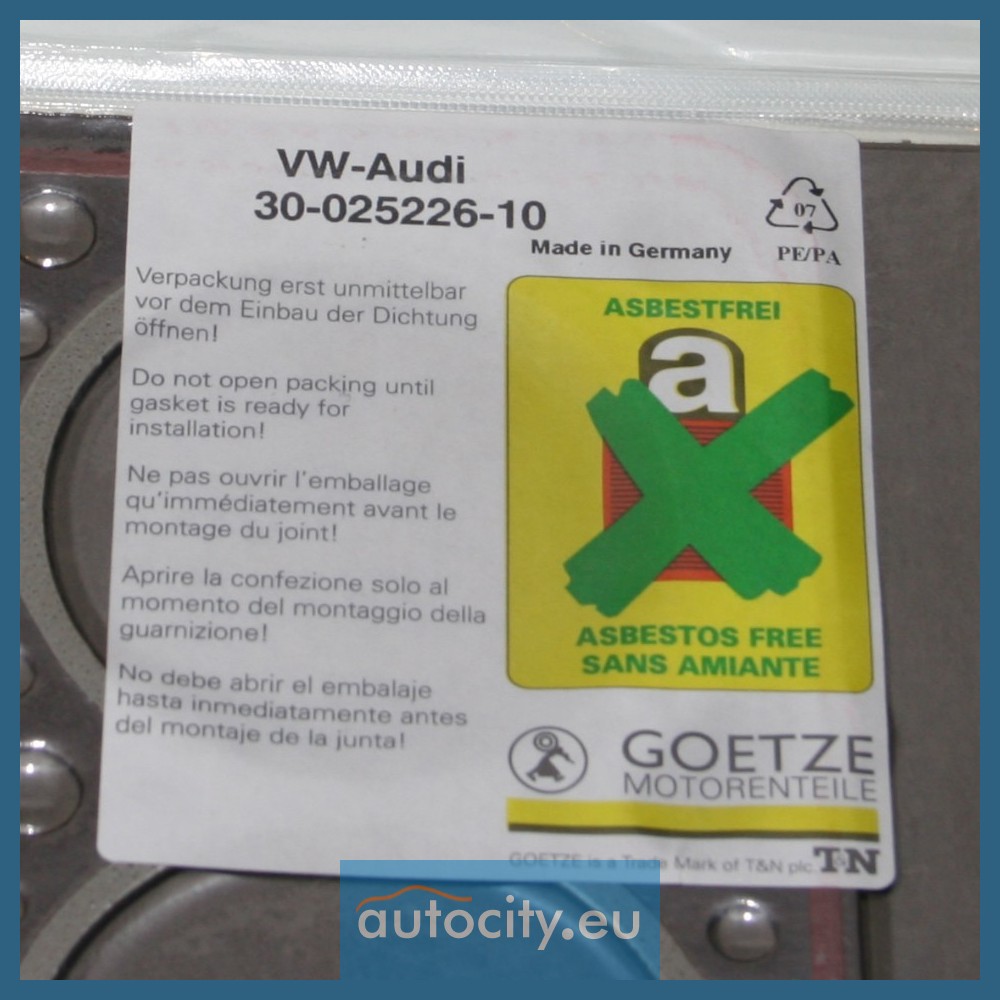 VW-Audi
30-025226-10
Made in Germany
07
PE/PA
Verpackung erst unmittelbar
vor dem Einbau der Dichtung
öffnen!
Do not open packing until
gasket is ready for
installation!
Ne pas ouvrir l'emballage
qu'immédiatement avant le
montage du joint!
Aprire la confezione solo al
momento del montaggio della
guarnizione!
No debe abrir el embalaje
hasta inmediatamente antes
del montaje de la junta!
ASBESTFREI
a
ASBESTOS FREE
SANS AMIANTE
GOETZE
MOTORENTEILE
GOETZE is a Trade Mark of T&N plc.
T&N
autocity.eu